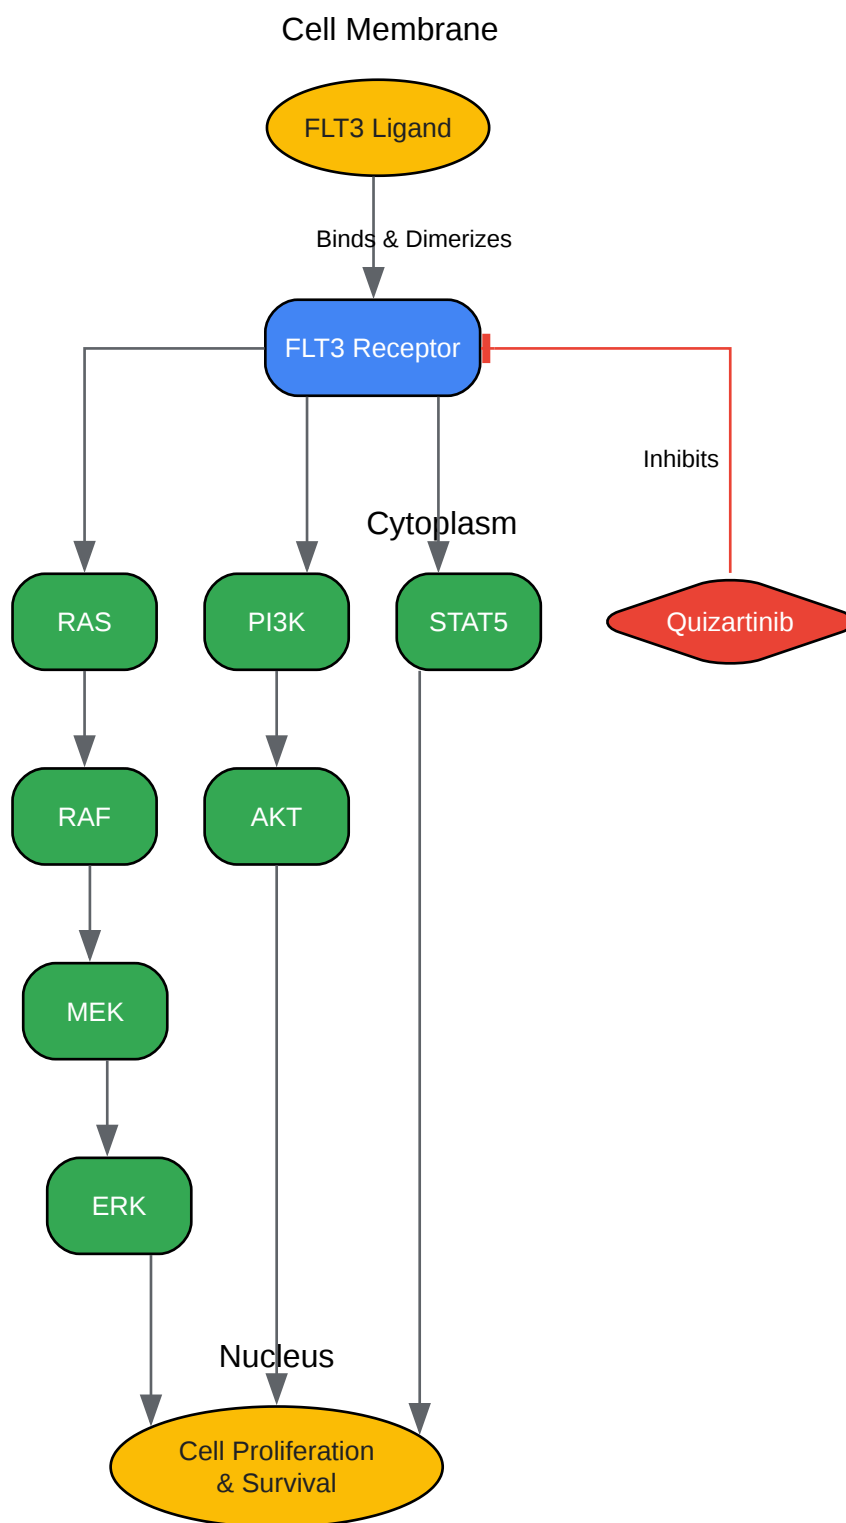 Cell Membrane
FLT3 Ligand
Binds & Dimerizes
FLT3 Receptor
Inhibits
Cytoplasm
RAS
PI3K
STAT5
Quizartinib
RAF
AKT
MEK
ERK
Nucleus
Cell Proliferation
& Survival